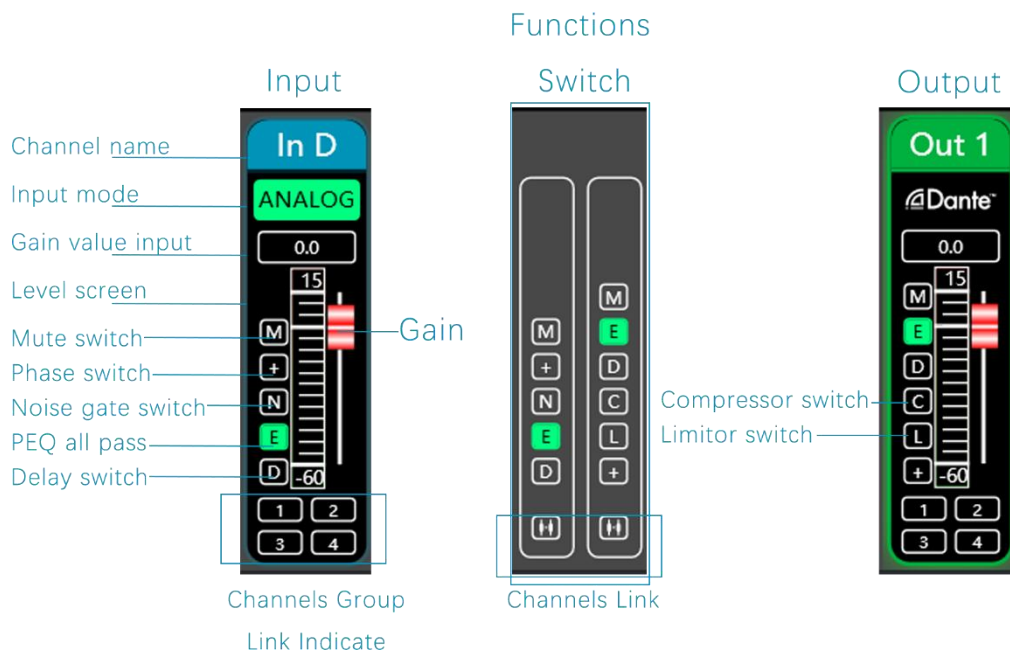 Functions
Input
Switch
Output
Channel name
In D
Out 1
Input mode
ANALOG
Dante™
Gain value input
0.0
0.0
Level screen
15
15
M
M
Mute switch
M
M
Gain
E
E
Phase switch
+
+
D
D
Noise gate switch
N
N
C
Compressor switch
C
PEQ all pass
E
E
L
Limitor switch
L
Delay switch
D
-60
D
+
+
-60
1
2
1
2
3
4
3
4
Channels Group
Channels Link
Link Indicate